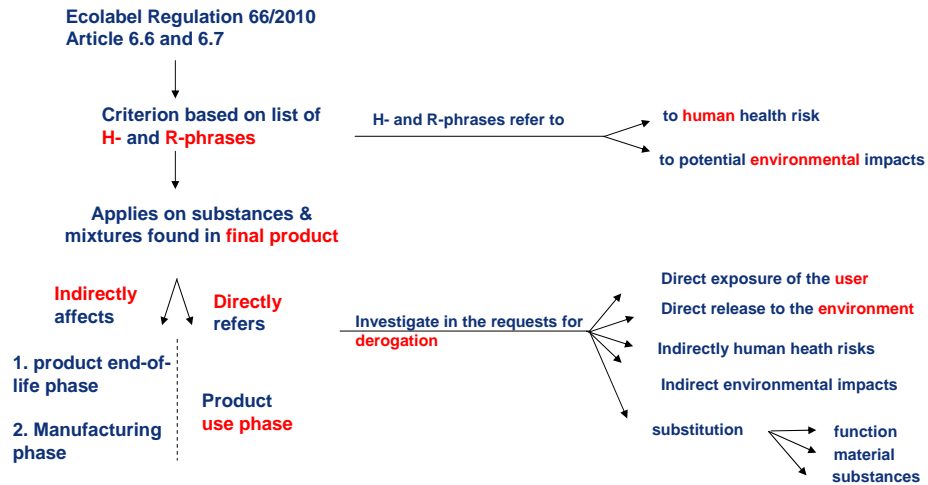 Ecolabel Regulation 66/2010
Article 6.6 and 6.7
Criterion based on list of
H- and R-phrases
H- and R-phrases refer to
to human health risk
to potential environmental impacts
Applies on substances &
mixtures found in final product
Indirectly
affects
Directly
refers
1. product end-of-
life phase
2. Manufacturing
phase
Product
use phase
Investigate in the requests for
derogation
Direct exposure of the user
Direct release to the environment
Indirectly human heath risks
Indirect environmental impacts
substitution
function
material
substances